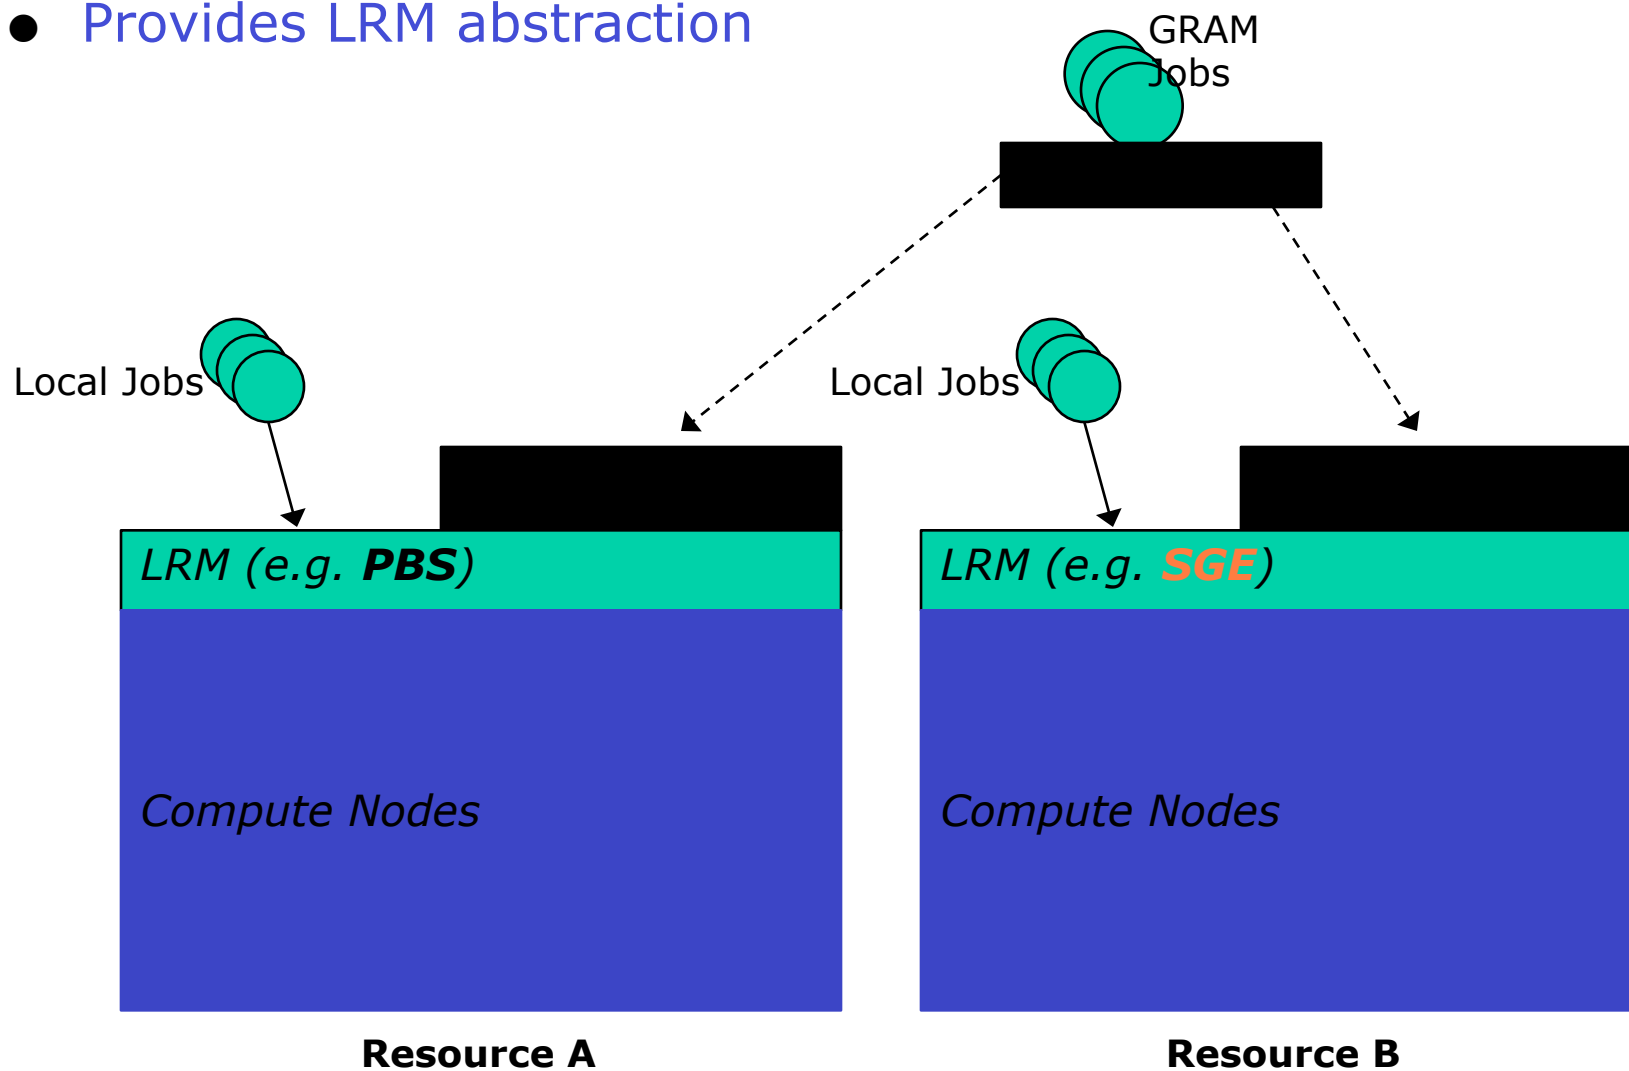 ● Provides LRM abstraction
GRAM
Jobs
Local Jobs
Local Jobs
LRM (e.g. PBS)
LRM (e.g. SGE)
Compute Nodes
Compute Nodes
Resource A
Resource B